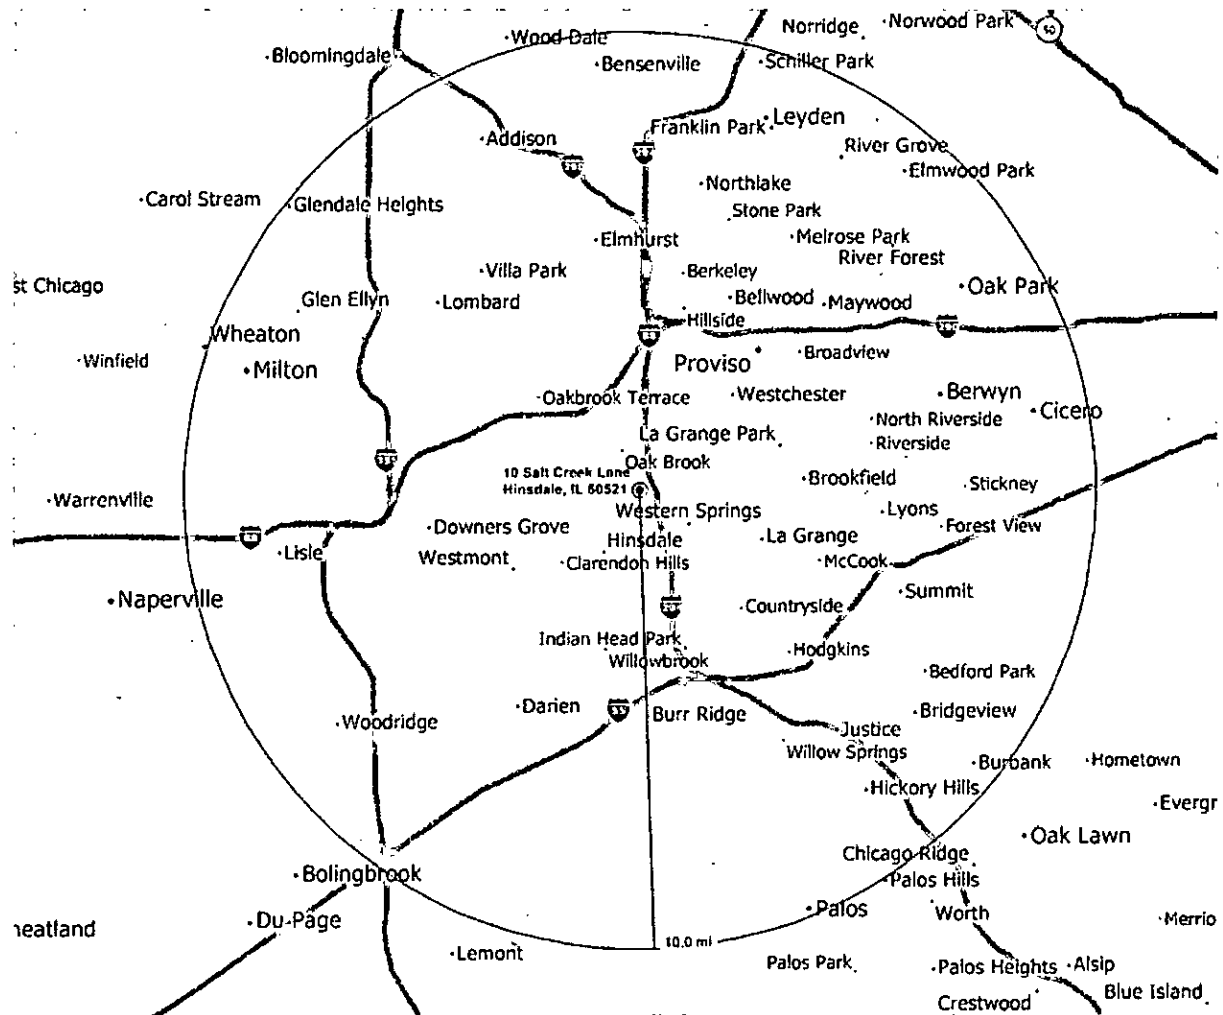 Norwood Park
Norridge
Wood Dale
Bloomingdale
Bensenville
Schiller Park
Leyden
Franklin Park
Addison
River Grove
Elmwood Park
Northlake
Carol Stream
Glendale Heights
Stone Park
Elmhurst
Melrose Park
River Forest
Villa Park
Berkeley
st Chicago
Oak Park
Glen Ellyn
Lombard
Bellwood
Maywood
Hillside
Wheaton
Broadview
Winfield
Milton
Proviso
Oakbrook Terrace
Westchester
Berwyn
Cicero
North Riverside
La Grange Park
Riverside
Oak Brook
10 Salt Creek Lane
Hinsdale, IL 60521
Brookfield
Stickney
Warrenville
Western Springs
Lyons
Downers Grove
Forest View
Hinsdale
La Grange
Lisle
Westmont
Clarendon Hills
McCook
Naperville
Summit
Countryside
Indian Head Park
Hodgkins
Willowbrook
Bedford Park
Darien
Burr Ridge
Bridgeview
Woodridge
Justice
Willow Springs
Burbank
Hometown
Hickory Hills
Evergr
Oak Lawn
Chicago Ridge
Bolingbrook
Palos Hills
Palos
Worth
Du Page
Merrio
heatland
10.0 mi
Lemont
Palos Park
Palos Heights
Alsip
Blue Island
Crestwood